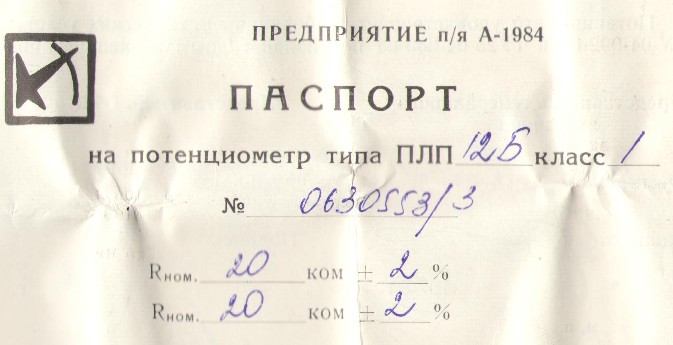 ПРЕДПРИЯТИЕ п/я А-1984
ПАСПОРТ
на потенциометр типа ПЛП 12Б класс 1
№ 0630553/3
Rном. 20 ком ± 2 %
Rном. 20 ком ± 2 %